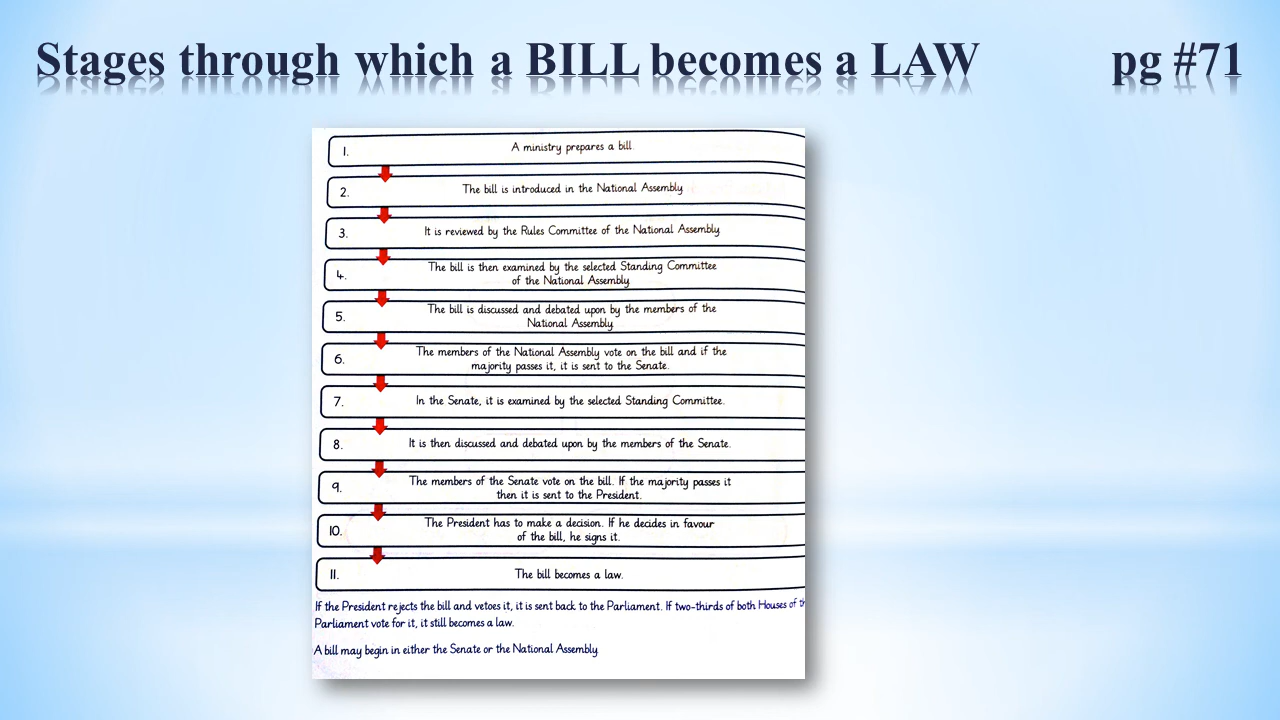 Stages through which a BILL becomes a LAW pg #71
1. A ministry prepares a bill.
2. The bill is introduced in the National Assembly.
3. It is reviewed by the Rules Committee of the National Assembly.
4. The bill is then examined by the selected Standing Committee
of the National Assembly.
5. The bill is discussed and debated upon by the members of the
National Assembly.
6. The members of the National Assembly vote on the bill and if the
majority passes it, it is sent to the Senate.
7. In the Senate, it is examined by the selected Standing Committee.
8. It is then discussed and debated upon by the members of the Senate.
9. The members of the Senate vote on the bill. If the majority passes it
then it is sent to the President.
10. The President has to make a decision. If he decides in favour
of the bill, he signs it.
11. The bill becomes a law.
If the President rejects the bill and vetoes it, it is sent back to the Parliament. If two-thirds of both Houses of
Parliament vote for it, it still becomes a law.
A bill may begin in either the Senate or the National Assembly.